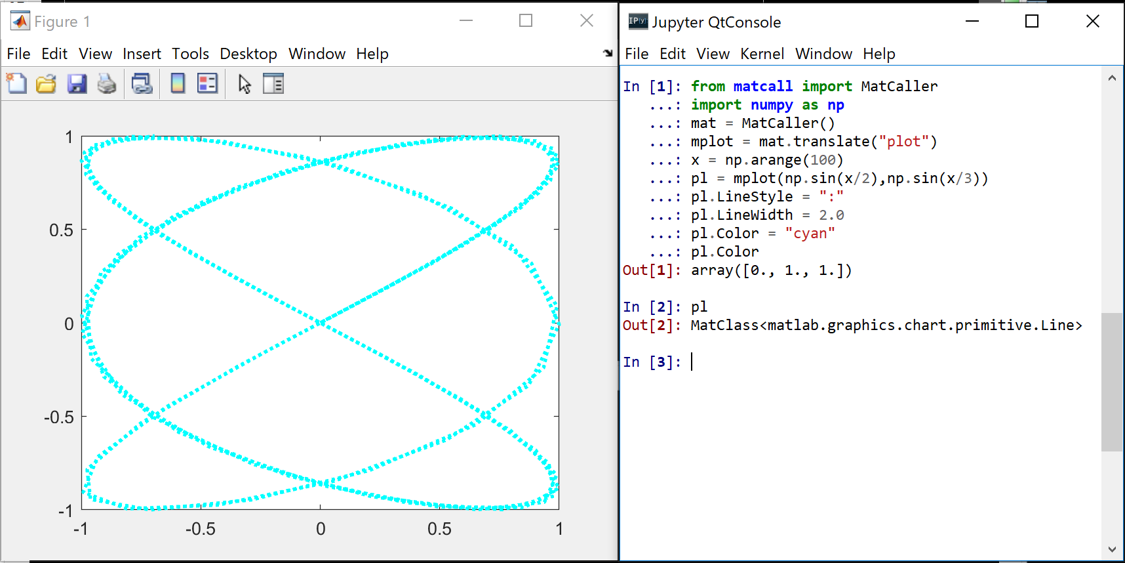 Figure 1
File Edit View Insert Tools Desktop Window Help
1
0.5
0
-0.5
-1
-1 -0.5 0 0.5 1
IP[y]: Jupyter QtConsole
File Edit View Kernel Window Help
In [1]: from matcall import MatCaller
...: import numpy as np
...: mat = MatCaller()
...: mplot = mat.translate("plot")
...: x = np.arange(100)
...: pl = mplot(np.sin(x/2),np.sin(x/3))
...: pl.LineStyle = ":"
...: pl.LineWidth = 2.0
...: pl.Color = "cyan"
...: pl.Color
Out[1]: array([0., 1., 1.])
In [2]: pl
Out[2]: MatClass<matlab.graphics.chart.primitive.Line>
In [3]: